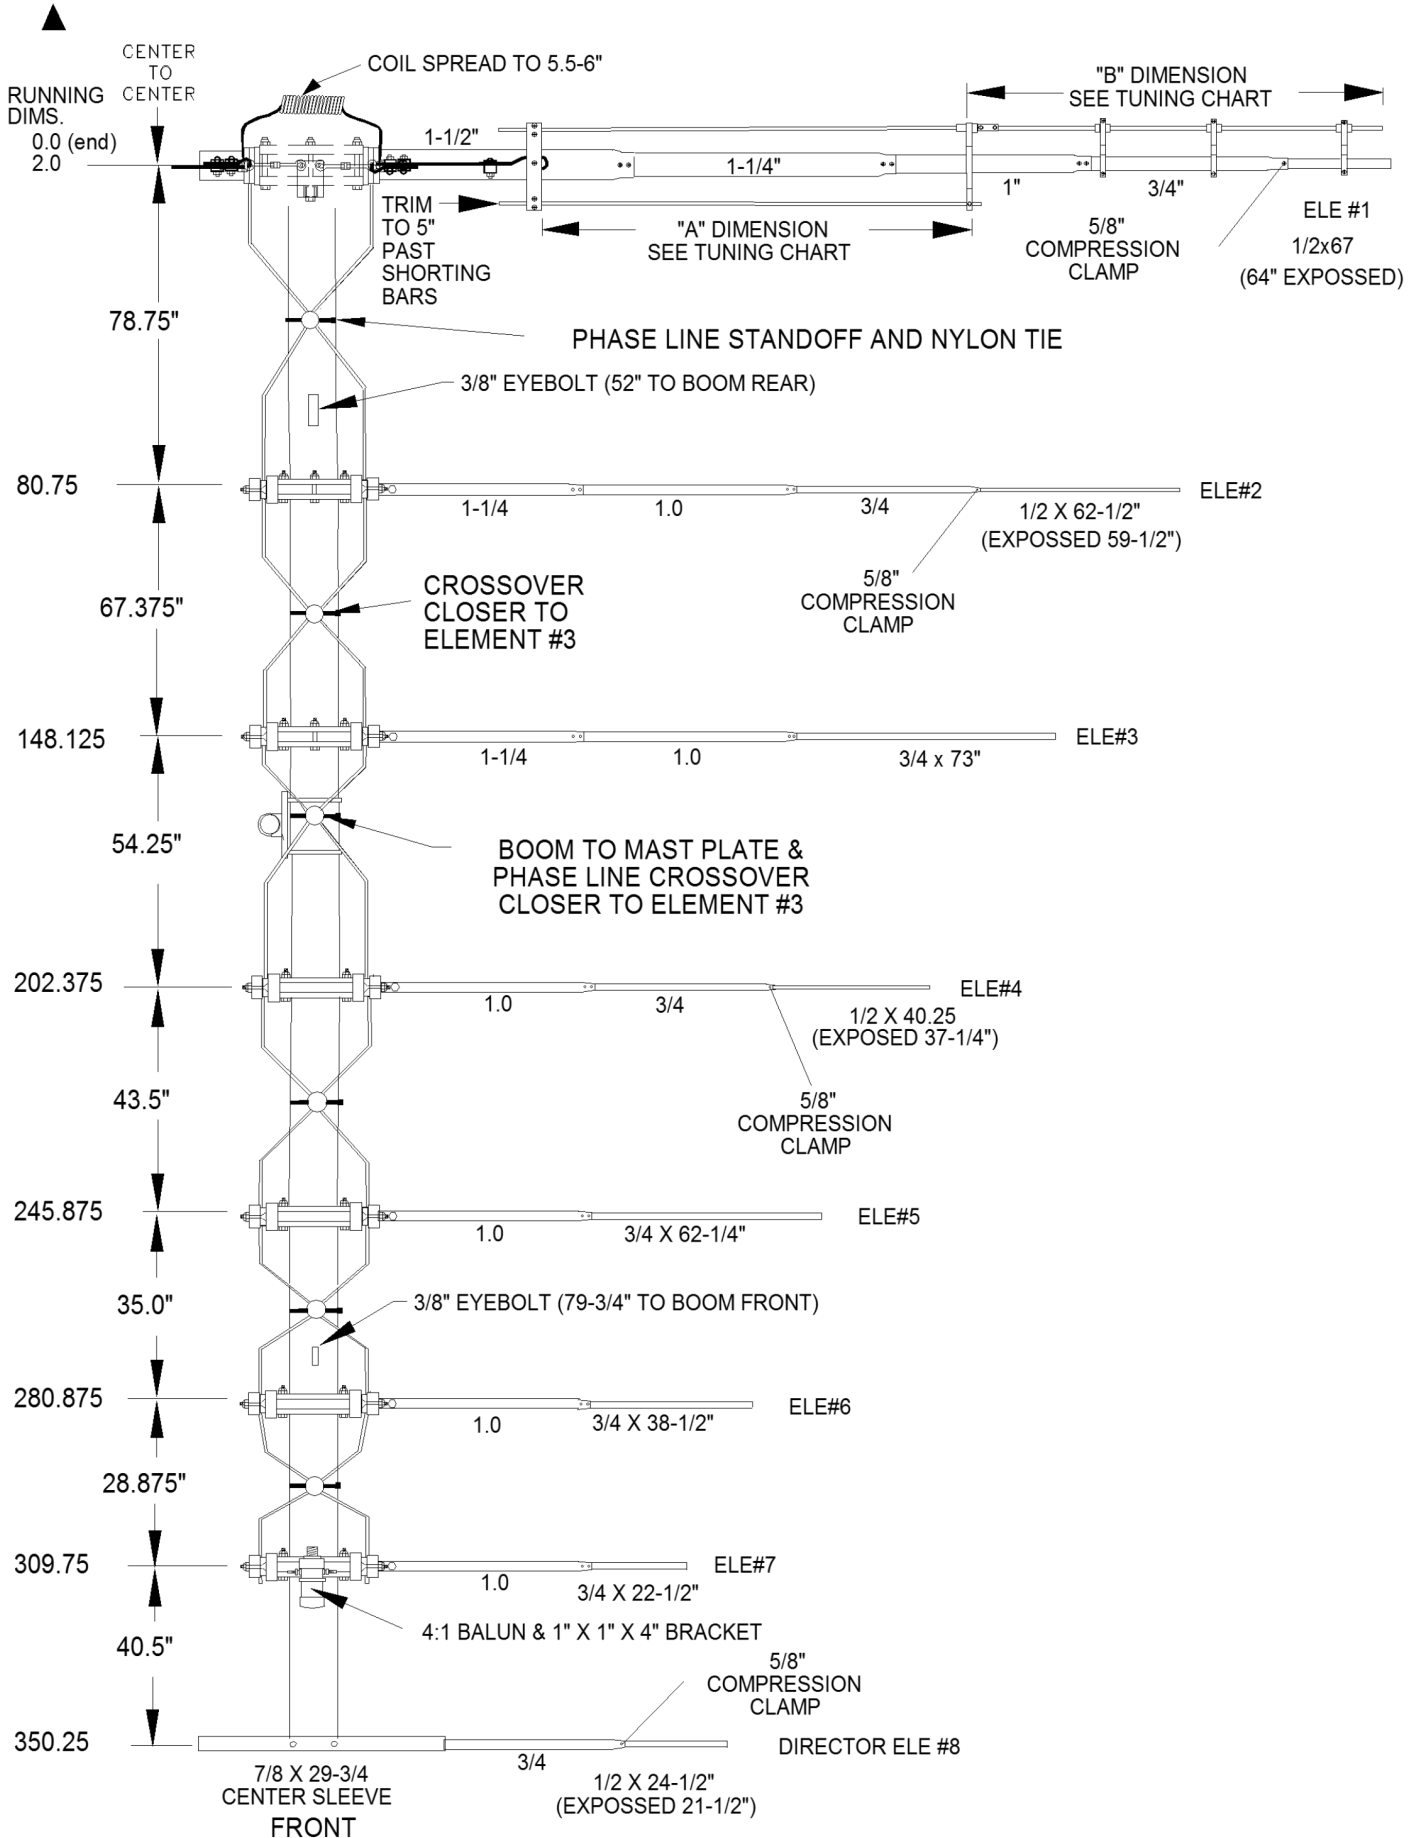 CENTER
TO
CENTER
RUNNING
DIMS.
0.0 (end)
2.0
COIL SPREAD TO 5.5-6"
1-1/2"
1-1/4"
"B" DIMENSION
SEE TUNING CHART
1"
3/4"
ELE #1
1/2x67
(64" EXPOSSED)
5/8"
COMPRESSION
CLAMP
TRIM
TO 5"
PAST
SHORTING
BARS
"A" DIMENSION
SEE TUNING CHART
78.75"
PHASE LINE STANDOFF AND NYLON TIE
3/8" EYEBOLT (52" TO BOOM REAR)
80.75
1-1/4
1.0
3/4
1/2 X 62-1/2"
(EXPOSSED 59-1/2")
ELE#2
5/8"
COMPRESSION
CLAMP
67.375"
CROSSOVER
CLOSER TO
ELEMENT #3
148.125
1-1/4
1.0
3/4 x 73"
ELE#3
54.25"
BOOM TO MAST PLATE &
PHASE LINE CROSSOVER
CLOSER TO ELEMENT #3
202.375
1.0
3/4
1/2 X 40.25
(EXPOSED 37-1/4")
ELE#4
5/8"
COMPRESSION
CLAMP
43.5"
245.875
1.0
3/4 X 62-1/4"
ELE#5
35.0"
3/8" EYEBOLT (79-3/4" TO BOOM FRONT)
280.875
1.0
3/4 X 38-1/2"
ELE#6
28.875"
309.75
1.0
3/4 X 22-1/2"
ELE#7
40.5"
4:1 BALUN & 1" X 1" X 4" BRACKET
5/8"
COMPRESSION
CLAMP
350.25
3/4
DIRECTOR ELE #8
7/8 X 29-3/4
CENTER SLEEVE
1/2 X 24-1/2"
(EXPOSSED 21-1/2")
FRONT